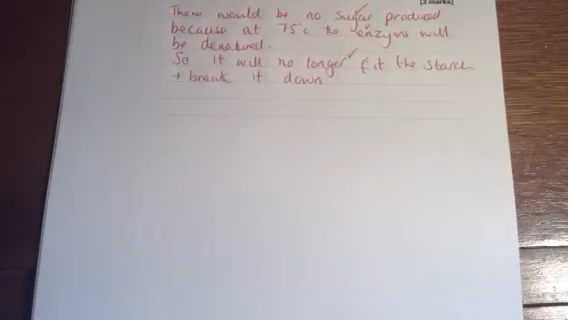 [3 marks]
There would be no sugar produced
because at 75°c the enzyms will
be denatured.
So it will no longer fit the starch
+ break it down